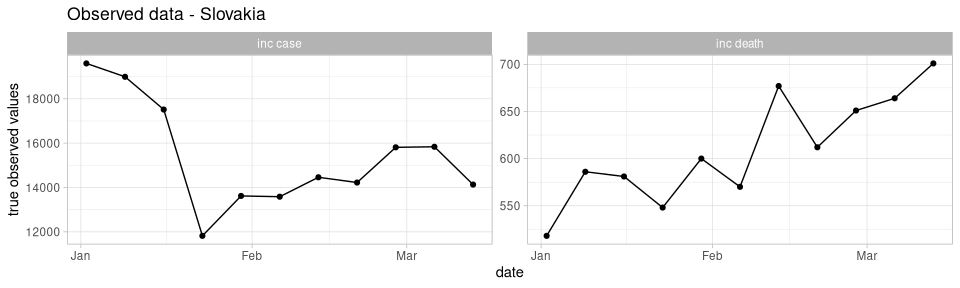 Observed data - Slovakia
inc case
inc death
true observed values
18000
16000
14000
12000
700
650
600
550
Jan
Feb
Mar
Jan
Feb
Mar
date